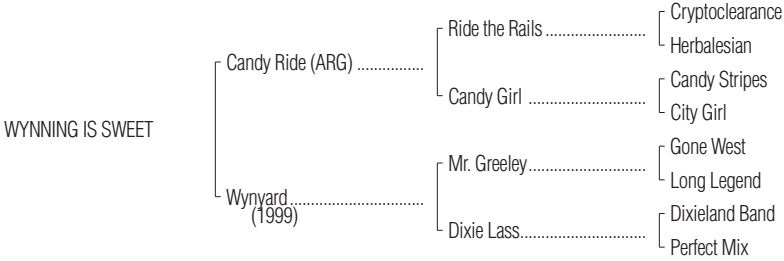 Cryptoclearance
Ride the Rails ........................
Herbalesian
Candy Ride (ARG) ................
Candy Stripes
Candy Girl ............................
City Girl
WYNNING IS SWEET
Gone West
Mr. Greeley............................
Long Legend
Wynyard................................
(1999)
Dixieland Band
Dixie Lass..............................
Perfect Mix